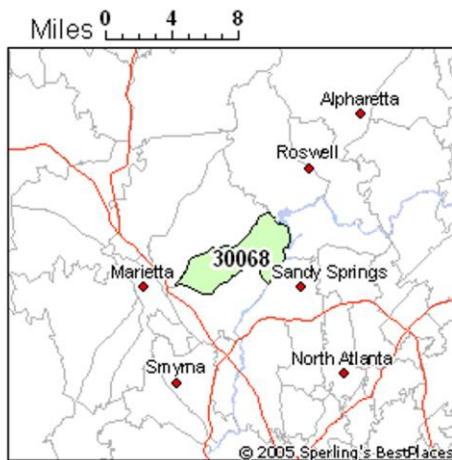 Miles 0 4 8
Alpharetta
Roswell
30068
Marietta
Sandy Springs
Smyrna
North Atlanta
© 2005 Sperling's BestPlaces